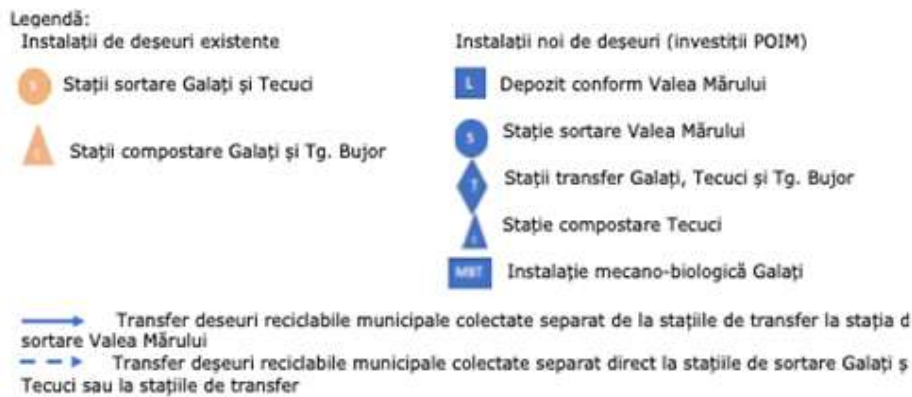 Legendă:
Instalații de deșeuri existente
Instalații noi de deșeuri (investiții POIM)
S Stații sortare Galați și Tecuci
Stații compostare Galați și Tg. Bujor
L Depozit conform Valea Mărului
S Stație sortare Valea Mărului
T Stații transfer Galați, Tecuci și Tg. Bujor
Stație compostare Tecuci
MBT Instalație mecano-biologică Galați
Transfer deșeuri reciclabile municipale colectate separat de la stațiile de transfer la stația d
sortare Valea Mărului
Transfer deșeuri reciclabile municipale colectate separat direct la stațiile de sortare Galați ș
Tecuci sau la stațiile de transfer